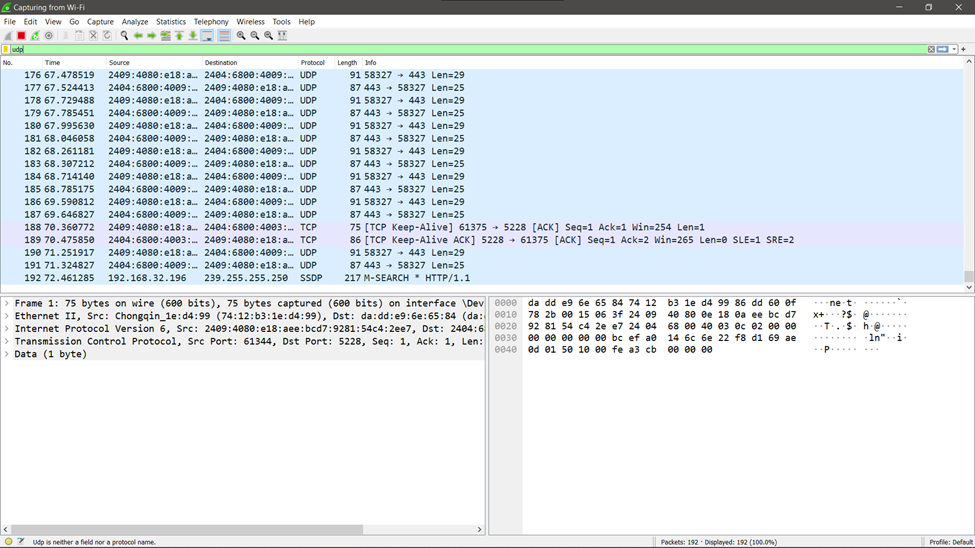 Capturing from Wi-Fi
File Edit View Go Capture Analyze Statistics Telephony Wireless Tools Help
udp
No. Time Source Destination Protocol Length Info
176 67.478519 2409:4080:e18:a… 2404:6800:4009:… UDP 91 58327 → 443 Len=29
177 67.524413 2404:6800:4009:… 2409:4080:e18:a… UDP 87 443 → 58327 Len=25
178 67.729488 2409:4080:e18:a… 2404:6800:4009:… UDP 91 58327 → 443 Len=29
179 67.785451 2404:6800:4009:… 2409:4080:e18:a… UDP 87 443 → 58327 Len=25
180 67.995630 2409:4080:e18:a… 2404:6800:4009:… UDP 91 58327 → 443 Len=29
181 68.046058 2404:6800:4009:… 2409:4080:e18:a… UDP 87 443 → 58327 Len=25
182 68.261181 2409:4080:e18:a… 2404:6800:4009:… UDP 91 58327 → 443 Len=29
183 68.307212 2404:6800:4009:… 2409:4080:e18:a… UDP 87 443 → 58327 Len=25
184 68.714140 2409:4080:e18:a… 2404:6800:4009:… UDP 91 58327 → 443 Len=29
185 68.785175 2404:6800:4009:… 2409:4080:e18:a… UDP 87 443 → 58327 Len=25
186 69.590812 2409:4080:e18:a… 2404:6800:4009:… UDP 91 58327 → 443 Len=29
187 69.646827 2404:6800:4009:… 2409:4080:e18:a… UDP 87 443 → 58327 Len=25
188 70.360772 2409:4080:e18:a… 2404:6800:4003:… TCP 75 [TCP Keep-Alive] 61375 → 5228 [ACK] Seq=1 Ack=1 Win=254 Len=1
189 70.475850 2404:6800:4003:… 2409:4080:e18:a… TCP 86 [TCP Keep-Alive ACK] 5228 → 61375 [ACK] Seq=1 Ack=2 Win=265 Len=0 SLE=1 SRE=2
190 71.251917 2409:4080:e18:a… 2404:6800:4009:… UDP 91 58327 → 443 Len=29
191 71.324827 2404:6800:4009:… 2409:4080:e18:a… UDP 87 443 → 58327 Len=25
192 72.461285 192.168.32.196 239.255.255.250 SSDP 217 M-SEARCH * HTTP/1.1
Frame 1: 75 bytes on wire (600 bits), 75 bytes captured (600 bits) on interface \Dev
Ethernet II, Src: Chongqin_1e:d4:99 (74:12:b3:1e:d4:99), Dst: da:dd:e9:6e:65:84 (da:
Internet Protocol Version 6, Src: 2409:4080:e18:aee:bcd7:9281:54c4:2ee7, Dst: 2404:6
Transmission Control Protocol, Src Port: 61344, Dst Port: 5228, Seq: 1, Ack: 1, Len:
Data (1 byte)
0000 da dd e9 6e 65 84 74 12 b3 1e d4 99 86 dd 60 0f ···ne·t· ······`·
0010 78 2b 00 15 06 3f 24 09 40 80 0e 18 0a ee bc d7 x+···?$· @·······
0020 92 81 54 c4 2e e7 24 04 68 00 40 03 0c 02 00 00 ··T·.·$· h·@·····
0030 00 00 00 00 00 bc ef a0 14 6c 6e 22 f8 d1 69 ae ········ ·ln"··i·
0040 0d 01 50 10 00 fe a3 cb 00 00 00 ··P····· ···
Udp is neither a field nor a protocol name.
Packets: 192 · Displayed: 192 (100.0%)
Profile: Default